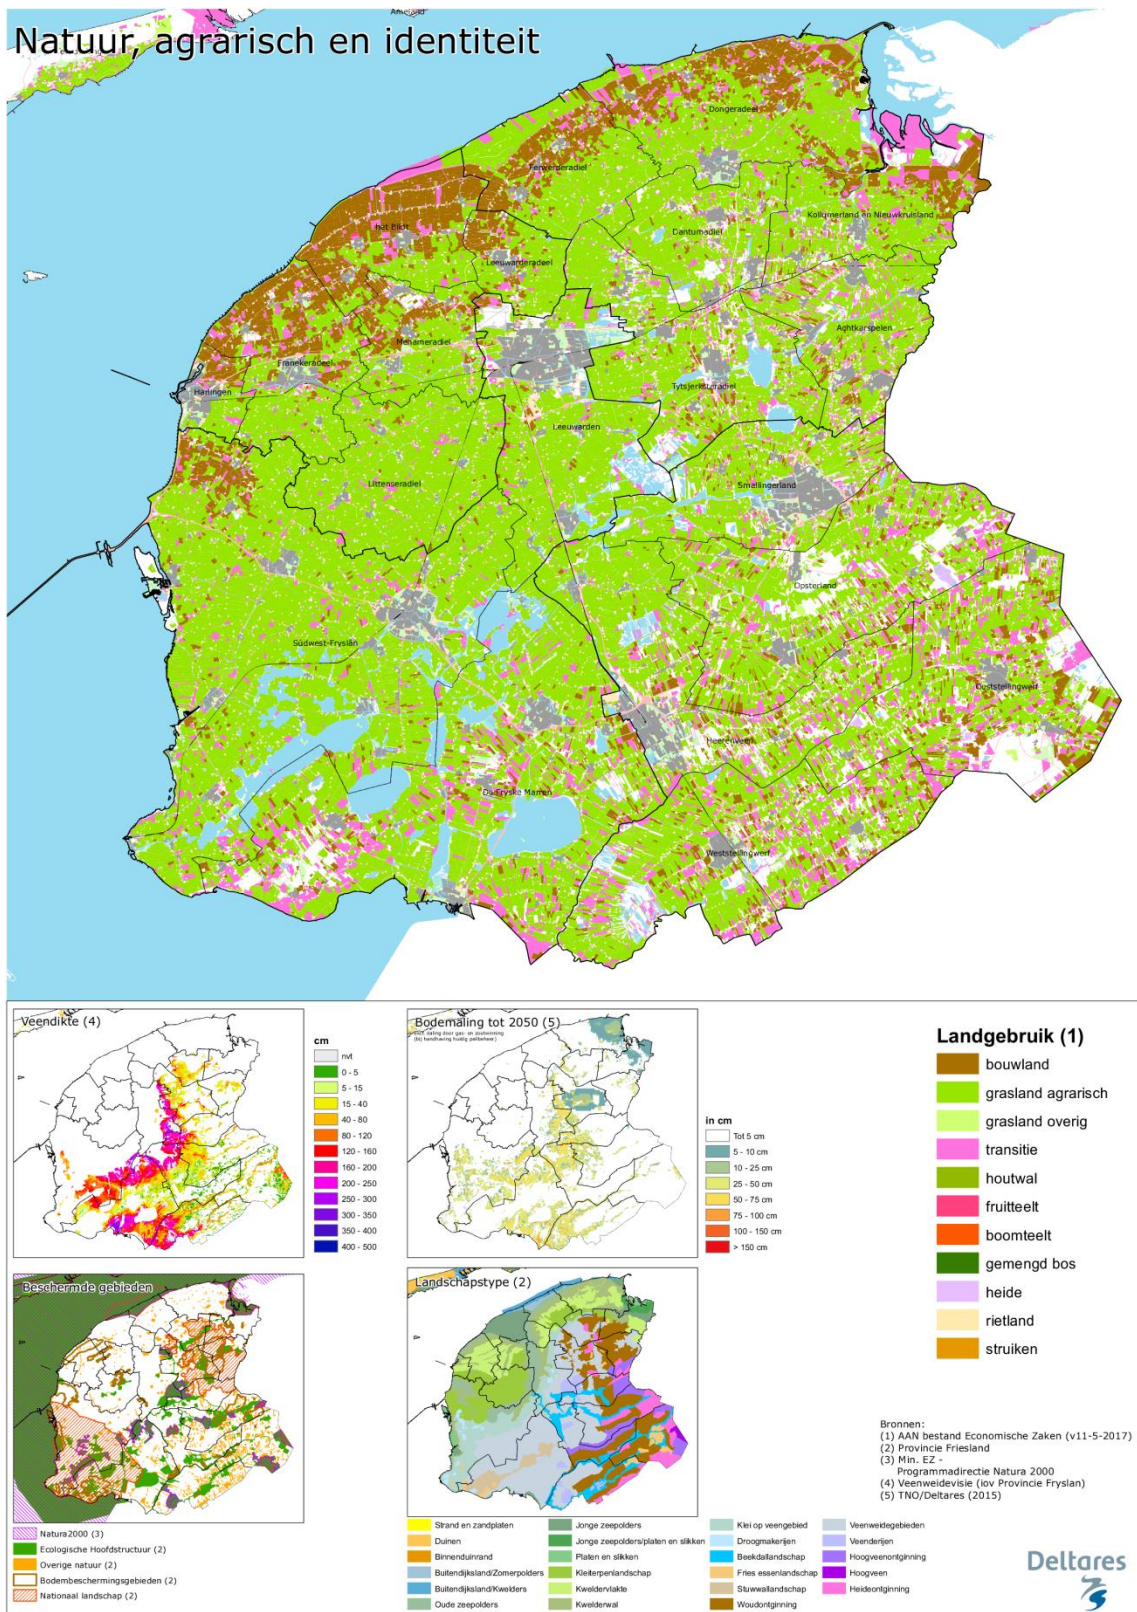 Ameland
Natuur, agrarisch en identiteit
Dongeradeel
Ferwerderadiel
Kollumerland en Nieuwkruisland
het Bildt
Dantumadiel
Leeuwarderadeel
Achtkarspelen
Menameradiel
Franekeradeel
Harlingen
Tytsjerksteradiel
Leeuwarden
Littenseradiel
Smallingerland
Opsterland
Súdwest-Fryslân
Ooststellingwerf
Heerenveen
De Fryske Marren
Weststellingwerf
Veendikte (4)
cm
nvt
0 - 5
5 - 15
15 - 40
40 - 80
80 - 120
120 - 160
160 - 200
200 - 250
250 - 300
300 - 350
350 - 400
400 - 500
Bodemaling tot 2050 (5)
(bij handhaving huidig peilbeheer)
in cm
Tot 5 cm
5 - 10 cm
10 - 25 cm
25 - 50 cm
50 - 75 cm
75 - 100 cm
100 - 150 cm
> 150 cm
Landgebruik (1)
bouwland
grasland agrarisch
grasland overig
transitie
houtwal
fruitteelt
boomteelt
gemengd bos
heide
rietland
struiken
Beschermde gebieden
Natura2000 (3)
Ecologische Hoofdstructuur (2)
Overige natuur (2)
Bodembeschermingsgebieden (2)
Nationaal landschap (2)
Landschapstype (2)
Strand en zandplaten
Duinen
Binnenduinrand
Buitendijksland/Zomerpolders
Buitendijksland/Kwelders
Oude zeepolders
Jonge zeepolders
Jonge zeepolders/platen en slikken
Platen en slikken
Kleiterpenlandschap
Kweldervlakte
Kwelderwal
Klei op veengebied
Droogmakerijen
Beekdallandschap
Fries essenlandschap
Stuwwallandschap
Woudontginning
Veenweidegebieden
Veenderijen
Hoogveenontginning
Hoogveen
Heideontginning
Bronnen:
(1) AAN bestand Economische Zaken (v11-5-2017)
(2) Provincie Friesland
(3) Min. EZ -
Programmadirectie Natura 2000
(4) Veenweidevisie (iov Provincie Fryslan)
(5) TNO/Deltares (2015)
Deltares